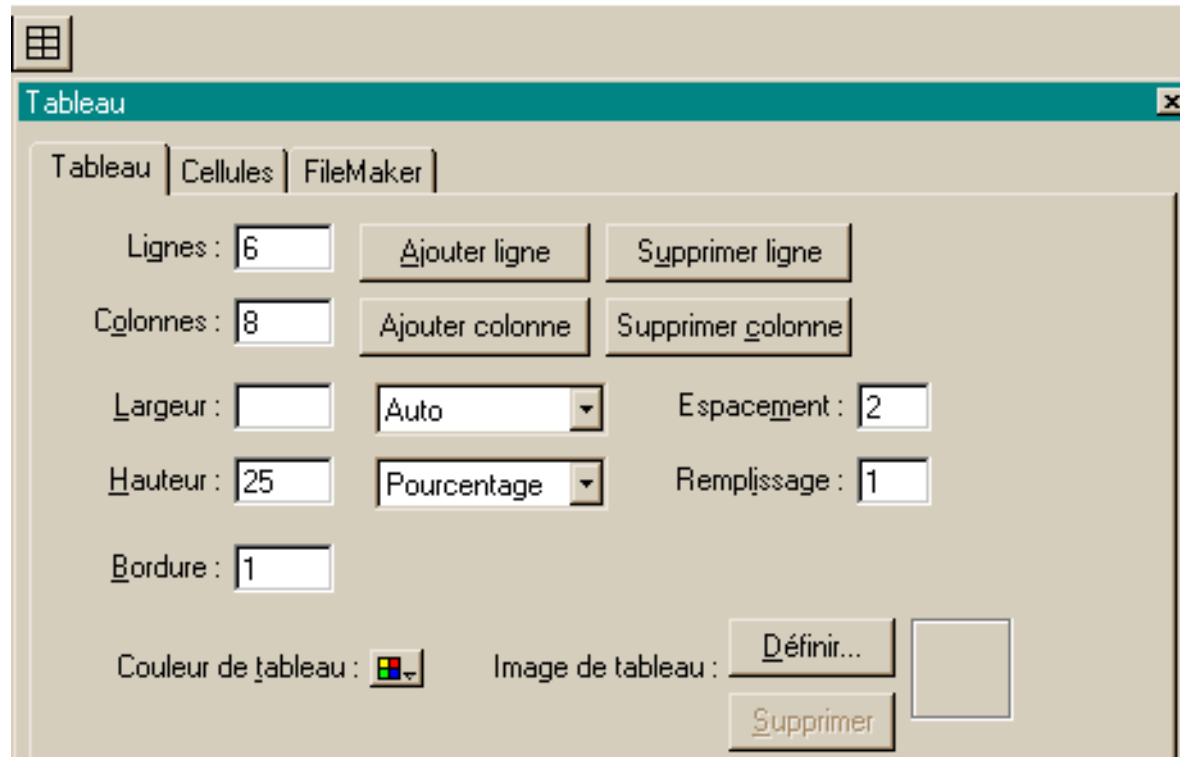 Tableau
Tableau Cellules FileMaker
Lignes : 6 Ajouter ligne Supprimer ligne
Colonnes : 8 Ajouter colonne Supprimer colonne
Largeur : Auto Espacement : 2
Hauteur : 25 Pourcentage Remplissage : 1
Bordure : 1
Couleur de tableau : Image de tableau : Définir...
Supprimer